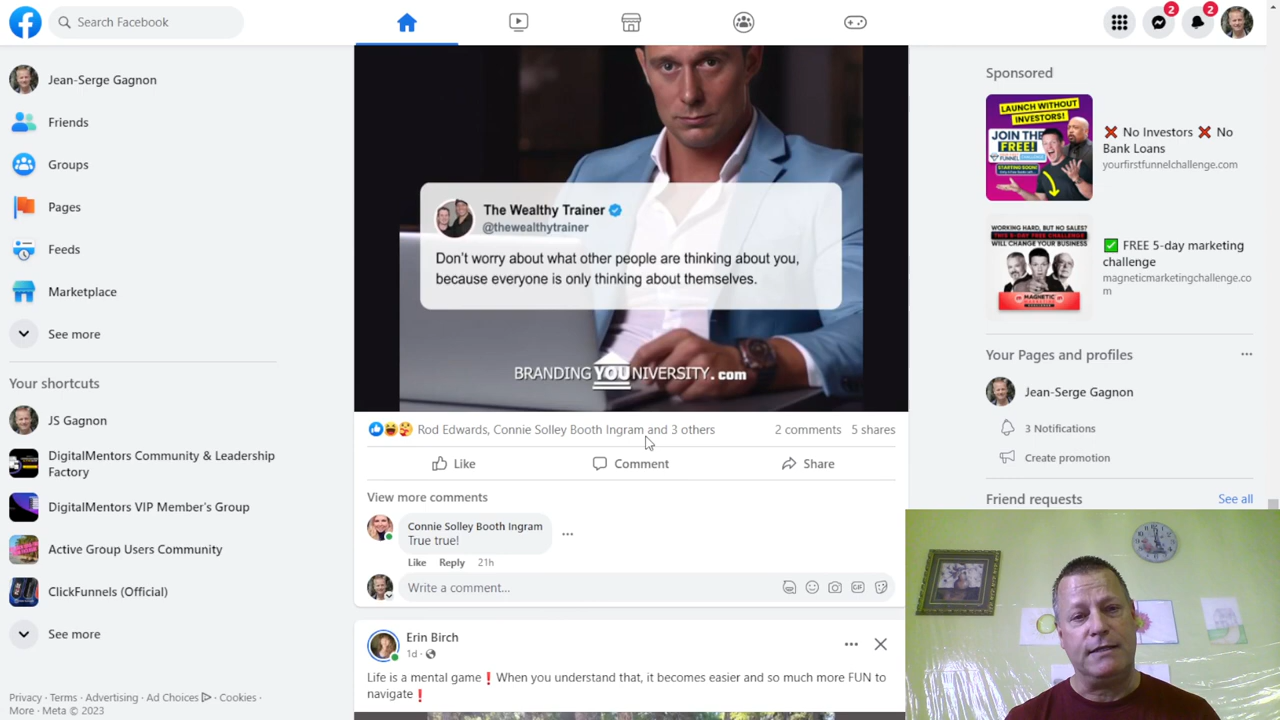 Search Facebook
2
2
Jean-Serge Gagnon
Friends
Groups
Pages
Feeds
Marketplace
See more
Your shortcuts
JS Gagnon
DigitalMentors Community & Leadership
Factory
DigitalMentors VIP Member's Group
Active Group Users Community
ClickFunnels (Official)
See more
Privacy · Terms · Advertising · Ad Choices · Cookies ·
More · Meta © 2023
The Wealthy Trainer
@thewealthytrainer
Don't worry about what other people are thinking about you,
because everyone is only thinking about themselves.
BRANDING YOUNIVERSITY.com
Rod Edwards, Connie Solley Booth Ingram and 3 others
2 comments 5 shares
Like Comment Share
View more comments
Connie Solley Booth Ingram
True true!
Like Reply 21h
Write a comment...
GIF
Erin Birch
1d ·
Life is a mental game❗When you understand that, it becomes easier and so much more FUN to
navigate❗
Sponsored
LAUNCH WITHOUT
INVESTORS!
JOIN THE
FREE!
❌ No Investors ❌ No
Bank Loans
yourfirstfunnelchallenge.com
WORKING HARD, BUT NO SALES?
WILL CHANGE YOUR BUSINESS
✅ FREE 5-day marketing
challenge
magneticmarketingchallenge.co
m
Your Pages and profiles
Jean-Serge Gagnon
3 Notifications
Create promotion
Friend requests
See all